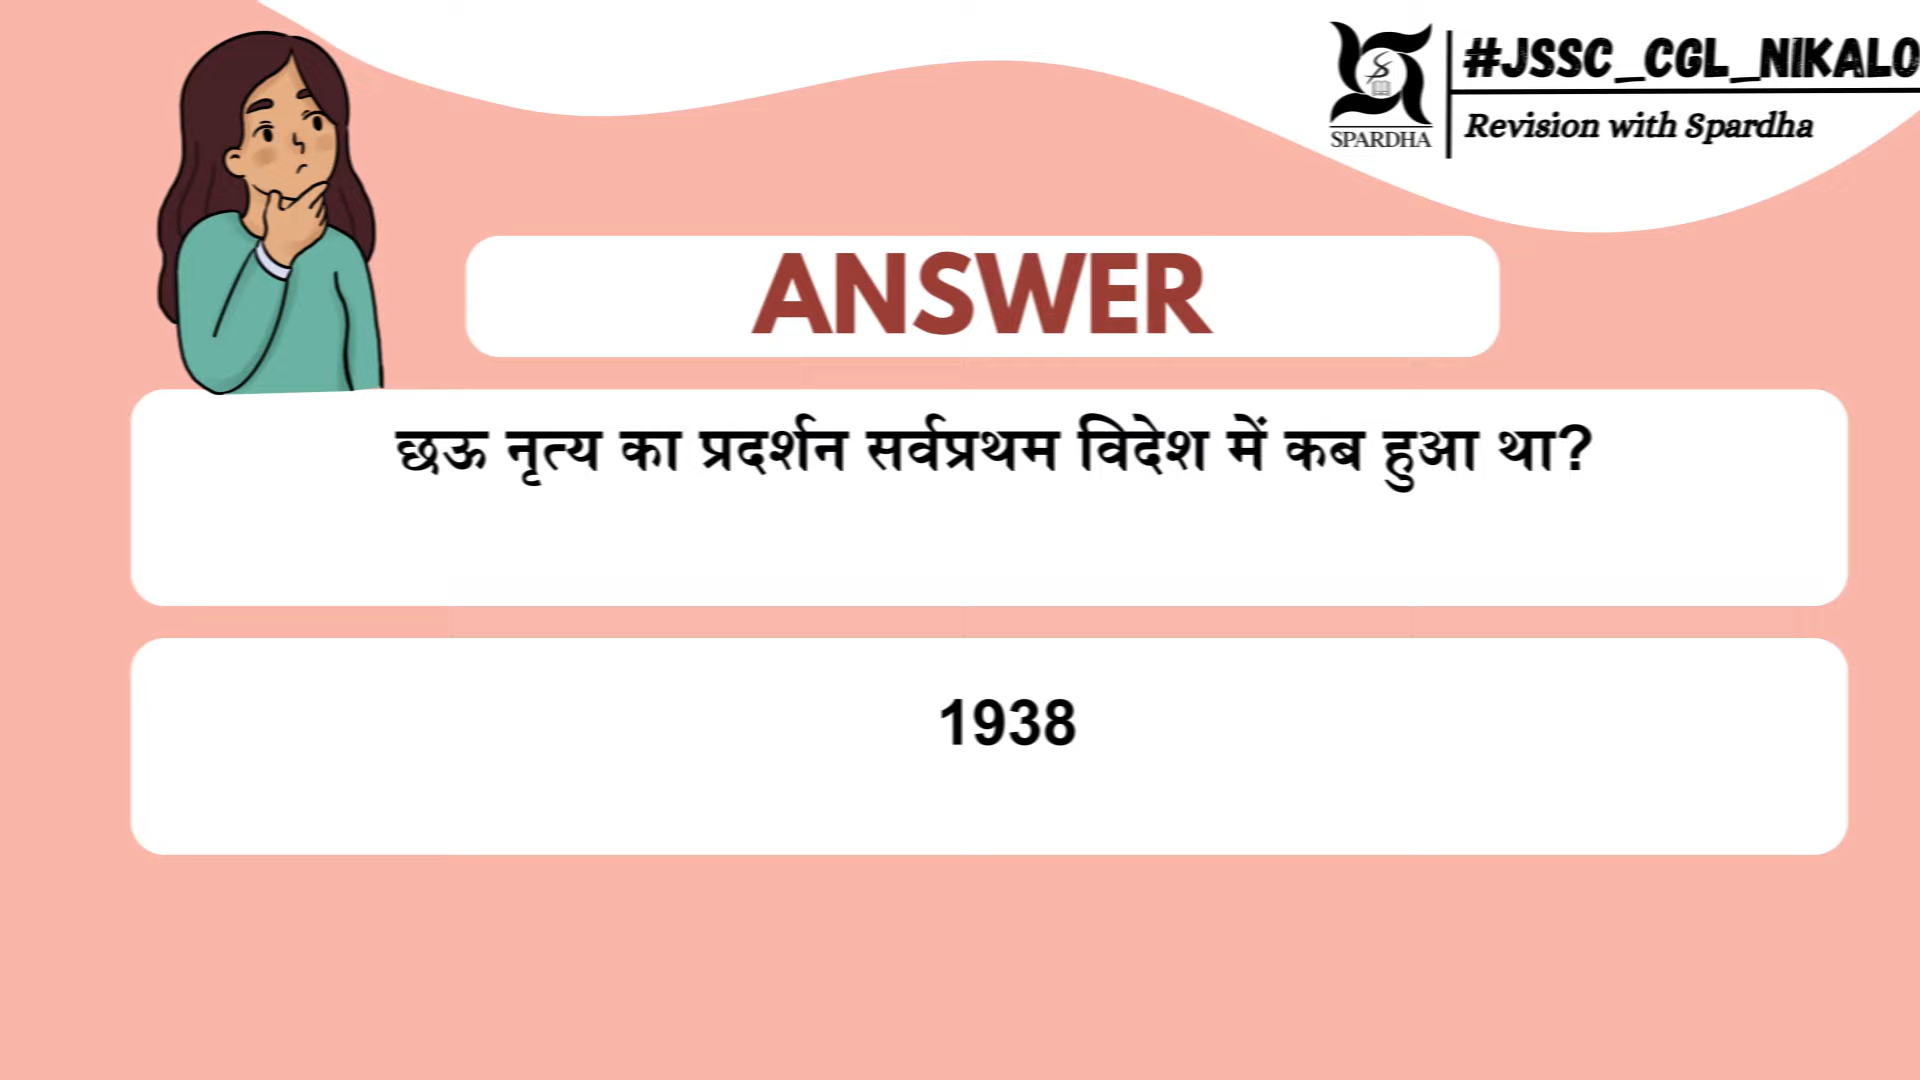 #JSSC_CGL_NIKALO
Revision with Spardha
SPARDHA
ANSWER
छऊ नृत्य का प्रदर्शन सर्वप्रथम विदेश में कब हुआ था?
1938